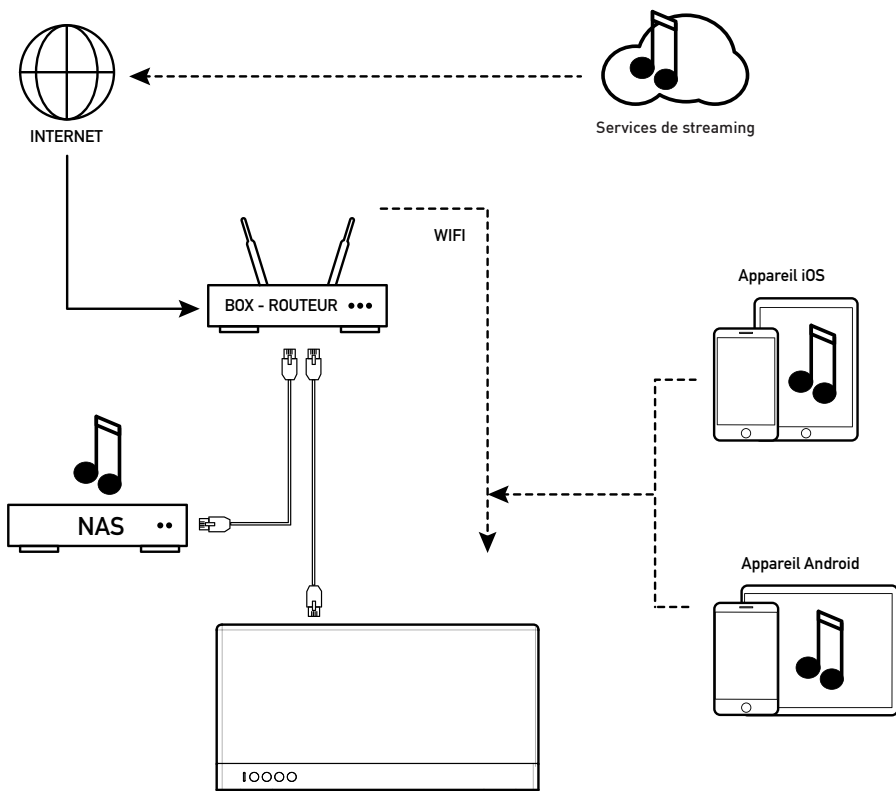 INTERNET
Services de streaming
WIFI
BOX - ROUTEUR
Appareil iOS
NAS
Appareil Android